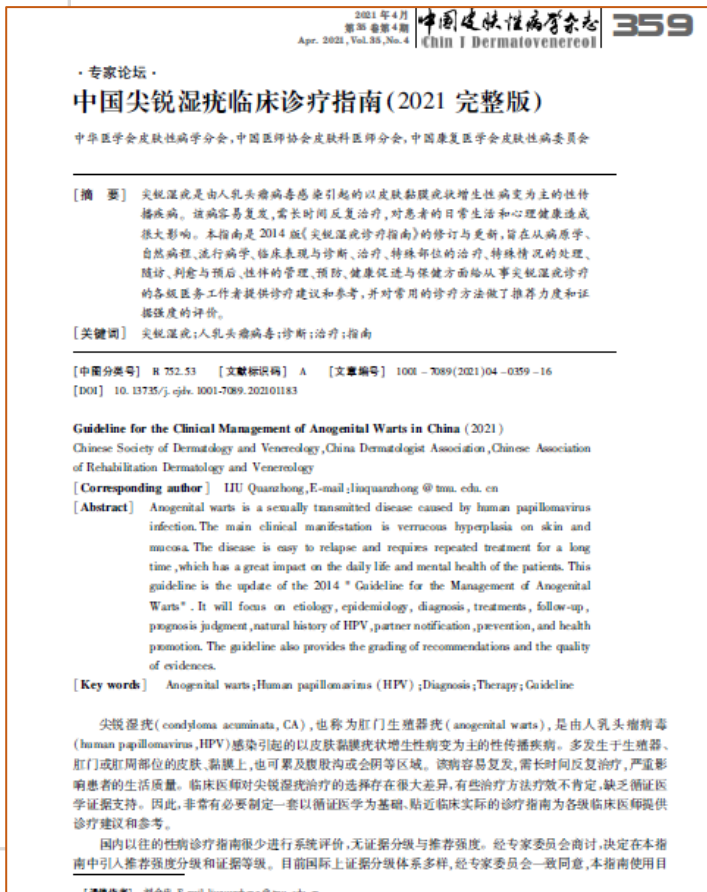 2021 年 4 月
第 35 卷第 4 期
Apr. 2021, Vol. 35, No. 4
中国皮肤性病学杂志
Chin J Dermatovenereol
359
·专家论坛·
中国尖锐湿疣临床诊疗指南(2021 完整版)
中华医学会皮肤性病学分会,中国医师协会皮肤科医师分会,中国康复医学会皮肤性病委员会
[摘 要] 尖锐湿疣是由人乳头瘤病毒感染引起的以皮肤黏膜疣状增生性病变为主的性传
播疾病。该病容易复发,需长时间反复治疗,对患者的日常生活和心理健康造成
很大影响。本指南是 2014 版《尖锐湿疣诊疗指南》的修订与更新,旨在从病原学、
自然病程、流行病学、临床表现与诊断、治疗、特殊部位的治疗、特殊情况的处理、
随访、判愈与预后、性伴的管理、预防、健康促进与保健方面给从事尖锐湿疣诊疗
的各级医务工作者提供诊疗建议和参考,并对常用的诊疗方法做了推荐力度和证
据强度的评价。
[关键词] 尖锐湿疣;人乳头瘤病毒;诊断;治疗;指南
[中图分类号] R 752.53 [文献标识码] A [文章编号] 1001-7089(2021)04-0359-16
[DOI] 10.13735/j.cjdv.1001-7089.202101183
Guideline for the Clinical Management of Anogenital Warts in China (2021)
Chinese Society of Dermatology and Venereology, China Dermatologist Association, Chinese Association
of Rehabilitation Dermatology and Venereology
[Corresponding author] LIU Quanzhong, E-mail: liuquanzhong@tmu.edu.cn
[Abstract] Anogenital warts is a sexually transmitted disease caused by human papillomavirus
infection. The main clinical manifestation is verrucous hyperplasia on skin and
mucosa. The disease is easy to relapse and requires repeated treatment for a long
time, which has a great impact on the daily life and mental health of the patients. This
guideline is the update of the 2014 " Guideline for the Management of Anogenital
Warts". It will focus on etiology, epidemiology, diagnosis, treatments, follow-up,
prognosis judgment, natural history of HPV, partner notification, prevention, and health
promotion. The guideline also provides the grading of recommendations and the quality
of evidences.
[Key words] Anogenital warts; Human papillomavirus (HPV); Diagnosis; Therapy; Guideline
尖锐湿疣(condyloma acuminata, CA),也称为肛门生殖器疣(anogenital warts),是由人乳头瘤病毒
(human papillomavirus, HPV)感染引起的以皮肤黏膜疣状增生性病变为主的性传播疾病。多发生于生殖器、
肛门或肛周部位的皮肤、黏膜上,也可累及腹股沟或会阴等区域。该病容易复发,需长时间反复治疗,严重影
响患者的生活质量。临床医师对尖锐湿疣治疗的选择存在很大差异,有些治疗方法疗效不肯定,缺乏循证医
学证据支持。因此,非常有必要制定一套以循证医学为基础、贴近临床实际的诊疗指南为各级临床医师提供
诊疗建议和参考。
国内以往的性病诊疗指南很少进行系统评价,无证据分级与推荐强度。经专家委员会商讨,决定在本指
南中引入推荐强度分级和证据等级。目前国际上证据分级体系多样,经专家委员会一致同意,本指南使用目